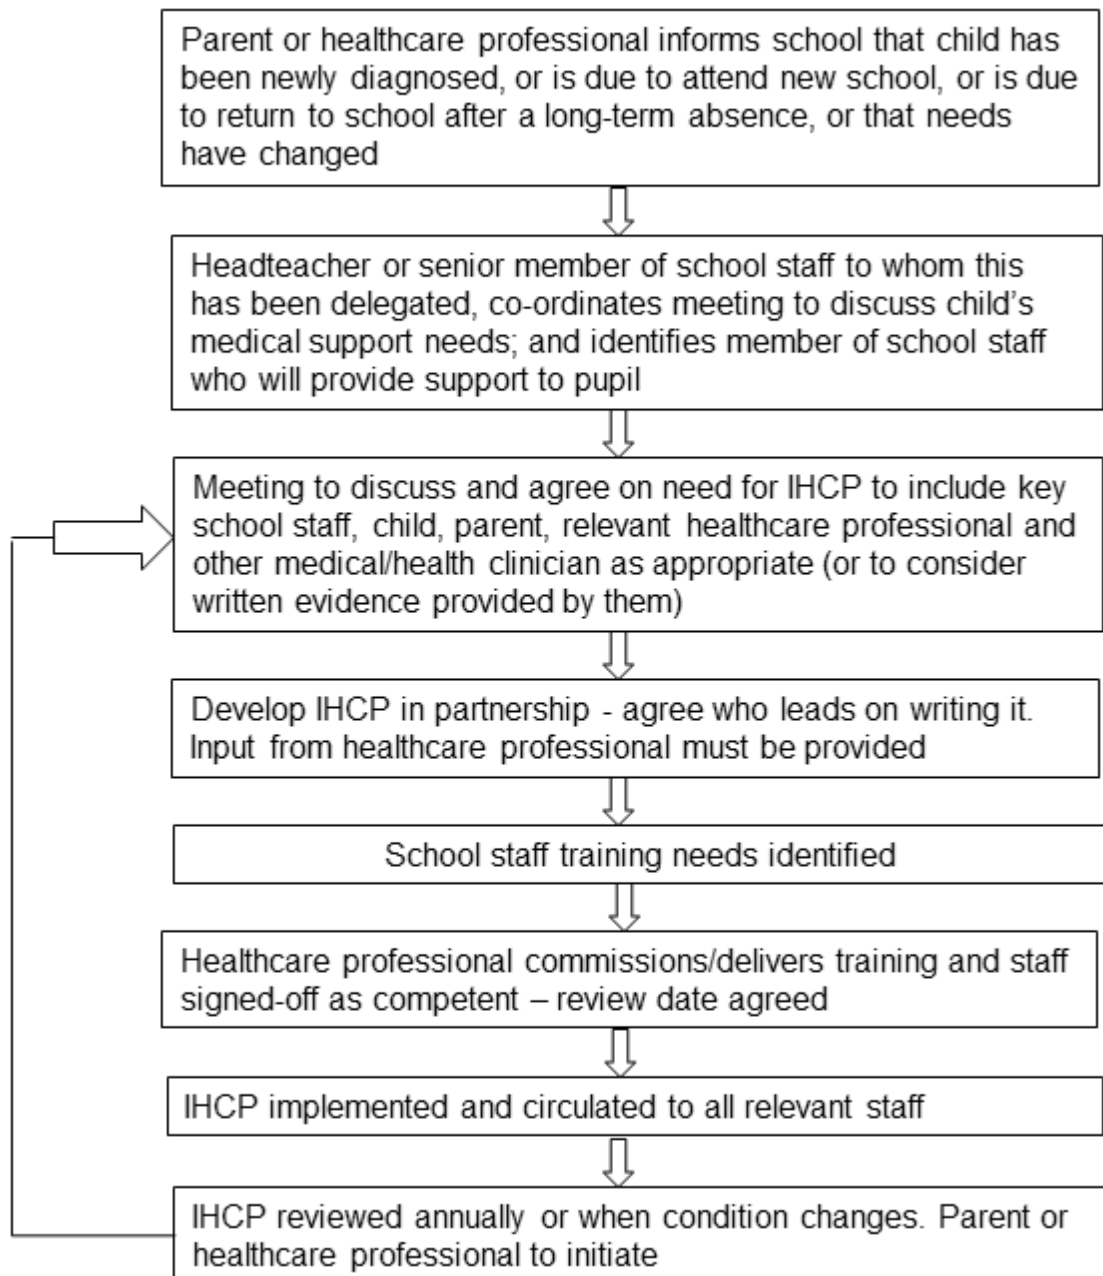 Parent or healthcare professional informs school that child has
been newly diagnosed, or is due to attend new school, or is due
to return to school after a long-term absence, or that needs
have changed
Headteacher or senior member of school staff to whom this
has been delegated, co-ordinates meeting to discuss child's
medical support needs; and identifies member of school staff
who will provide support to pupil
Meeting to discuss and agree on need for IHCP to include key
school staff, child, parent, relevant healthcare professional and
other medical/health clinician as appropriate (or to consider
written evidence provided by them)
Develop IHCP in partnership - agree who leads on writing it.
Input from healthcare professional must be provided
School staff training needs identified
Healthcare professional commissions/delivers training and staff
signed-off as competent – review date agreed
IHCP implemented and circulated to all relevant staff
IHCP reviewed annually or when condition changes. Parent or
healthcare professional to initiate